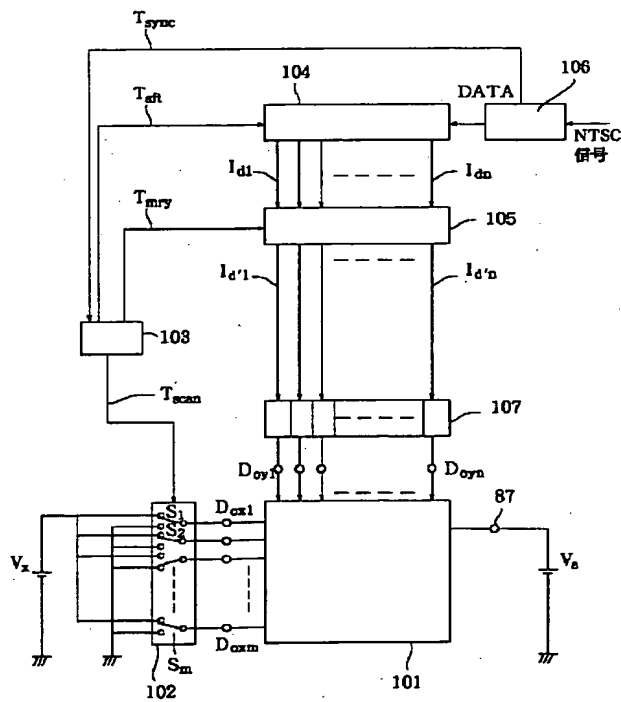 Tsync
104
DATA
106
Tsft
NTSC
信号
Id1
Idn
Tmry
105
Id'1
Id'n
103
Tscan
107
Doy1
Doyn
87
S1
Dox1
S2
Vx
Va
Sm
Doxm
102
101